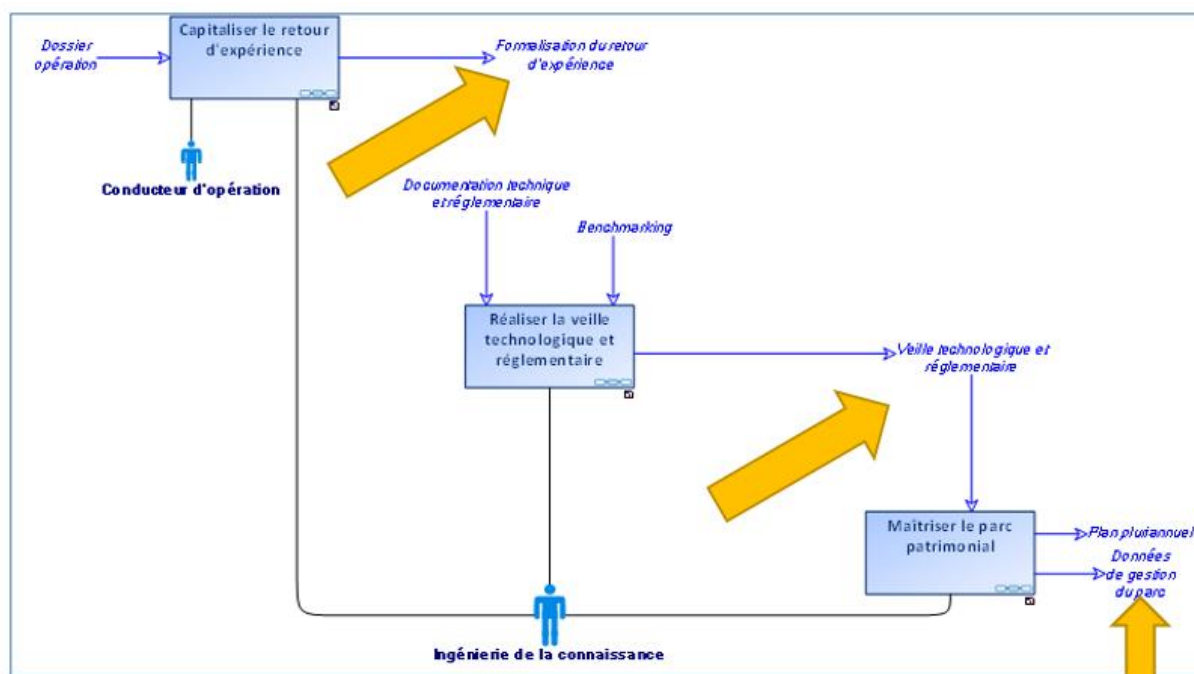 Capitaliser le retour
d'expérience
Dossier
opération
Formalisation du retour
d'expérience
Conducteur d'opération
Documentation technique
et réglementaire
Benchmarking
Réaliser la veille
technologique et
réglementaire
Veille technologique et
réglementaire
Maîtriser le parc
patrimonial
Plan pluriannuel
Données
de gestion
du parc
Ingénierie de la connaissance